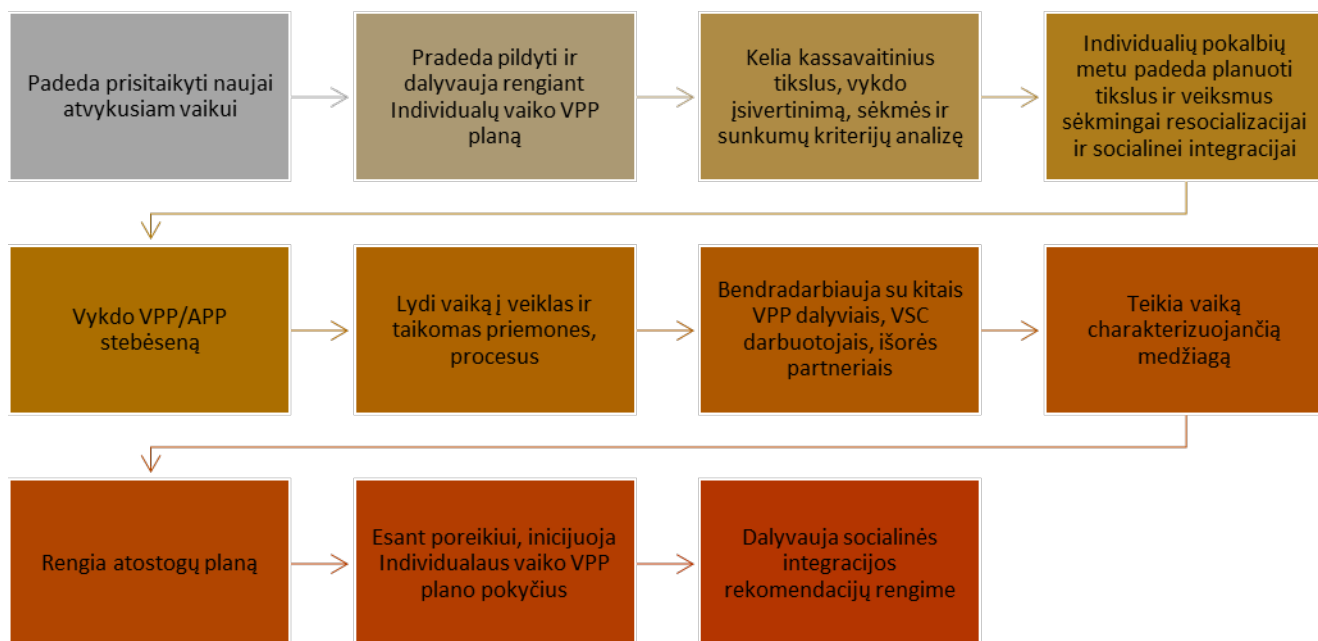 Padeda prisitaikyti naujai
atvykusiam vaikui
Pradeda pildyti ir
dalyvauja rengiant
Individualų vaiko VPP
planą
Kelia kassavaitinius
tikslus, vykdo
įsivertinimą, sėkmės ir
sunkumų kriterijų analizę
Individualių pokalbių
metu padeda planuoti
tikslus ir veiksmus
sėkmingai resocializacijai
ir socialinei integracijai
Vykdo VPP/APP
stebėseną
Lydi vaiką į veiklas ir
taikomas priemones,
procesus
Bendradarbiauja su kitais
VPP dalyviais, VSC
darbuotojais, išorės
partneriais
Teikia vaiką
charakterizuojančią
medžiagą
Rengia atostogų planą
Esant poreikiui, inicijuoja
Individualaus vaiko VPP
plano pokyčius
Dalyvauja socialinės
integracijos
rekomendacijų rengime